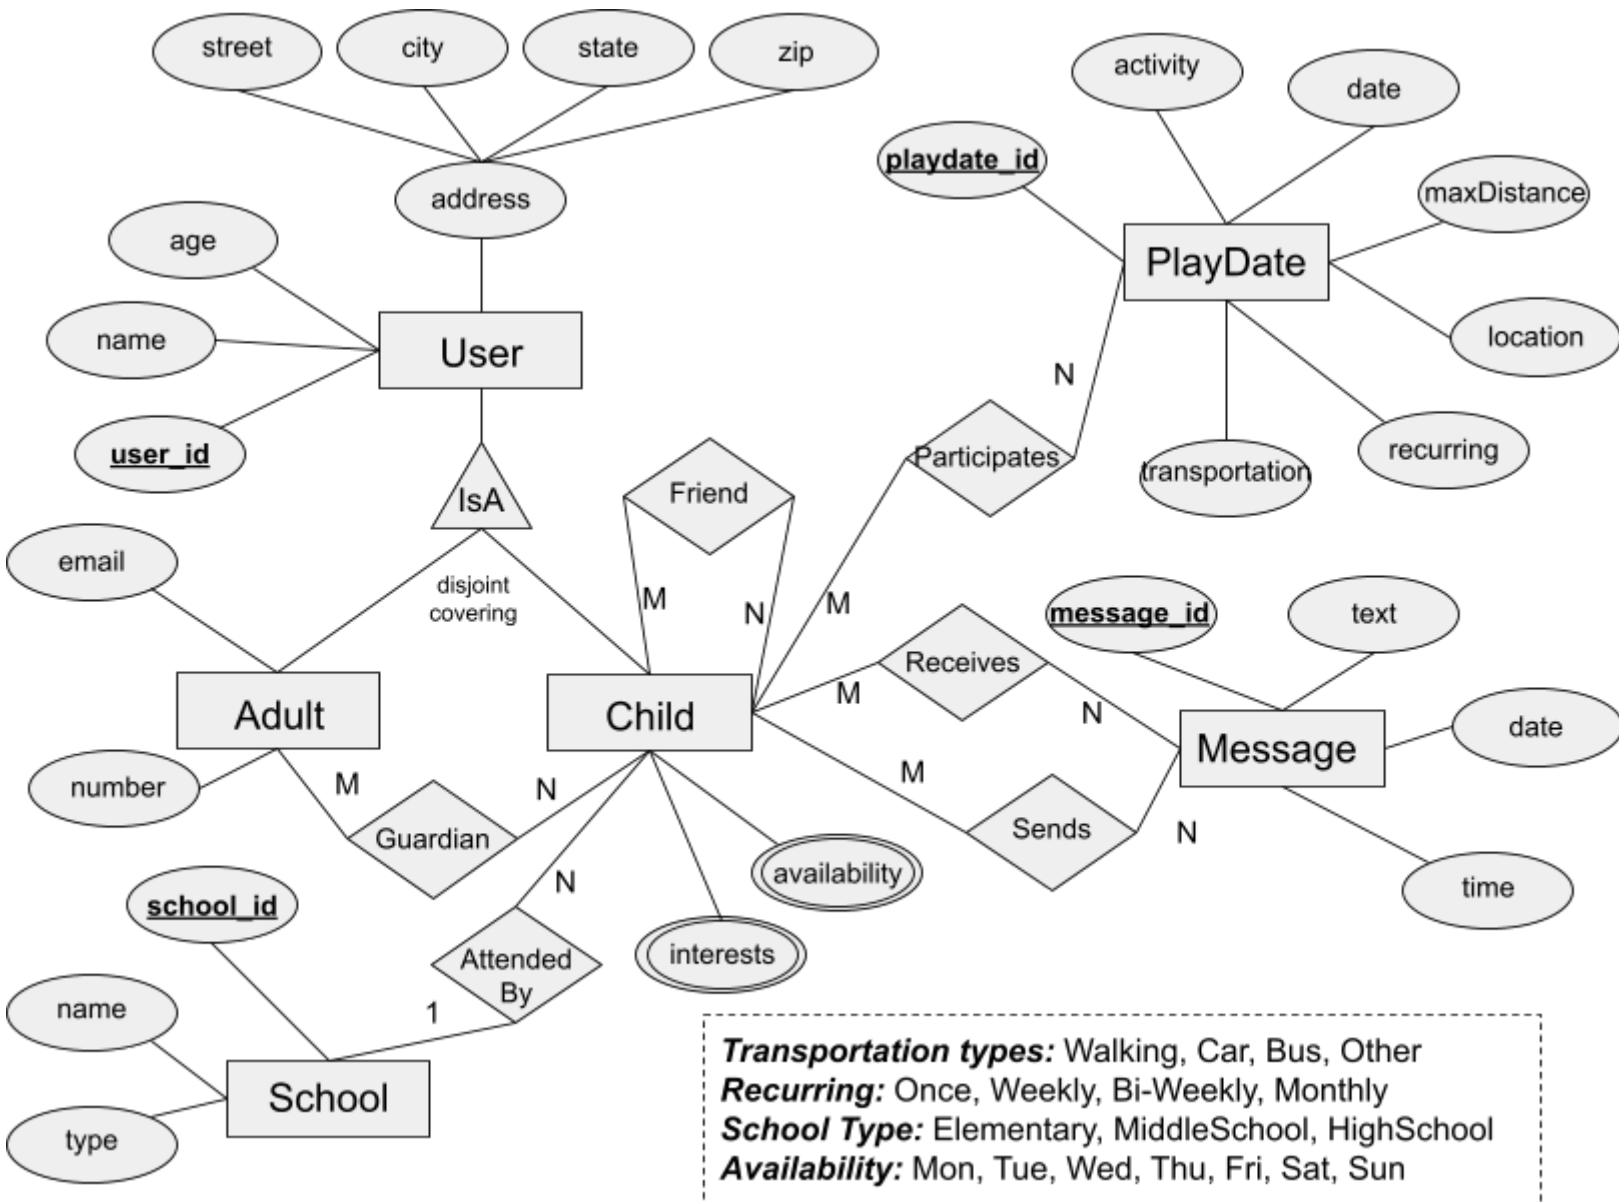 street
city
state
zip
address
age
name
user_id
User
IsA
disjoint
covering
email
Adult
number
Guardian
M
N
school_id
name
type
School
1
Attended
By
N
Child
interests
availability
Friend
M
N
Participates
M
N
playdate_id
activity
date
maxDistance
location
recurring
transportation
PlayDate
Receives
M
N
Sends
M
N
message_id
text
date
time
Message
Transportation types: Walking, Car, Bus, Other
Recurring: Once, Weekly, Bi-Weekly, Monthly
School Type: Elementary, MiddleSchool, HighSchool
Availability: Mon, Tue, Wed, Thu, Fri, Sat, Sun